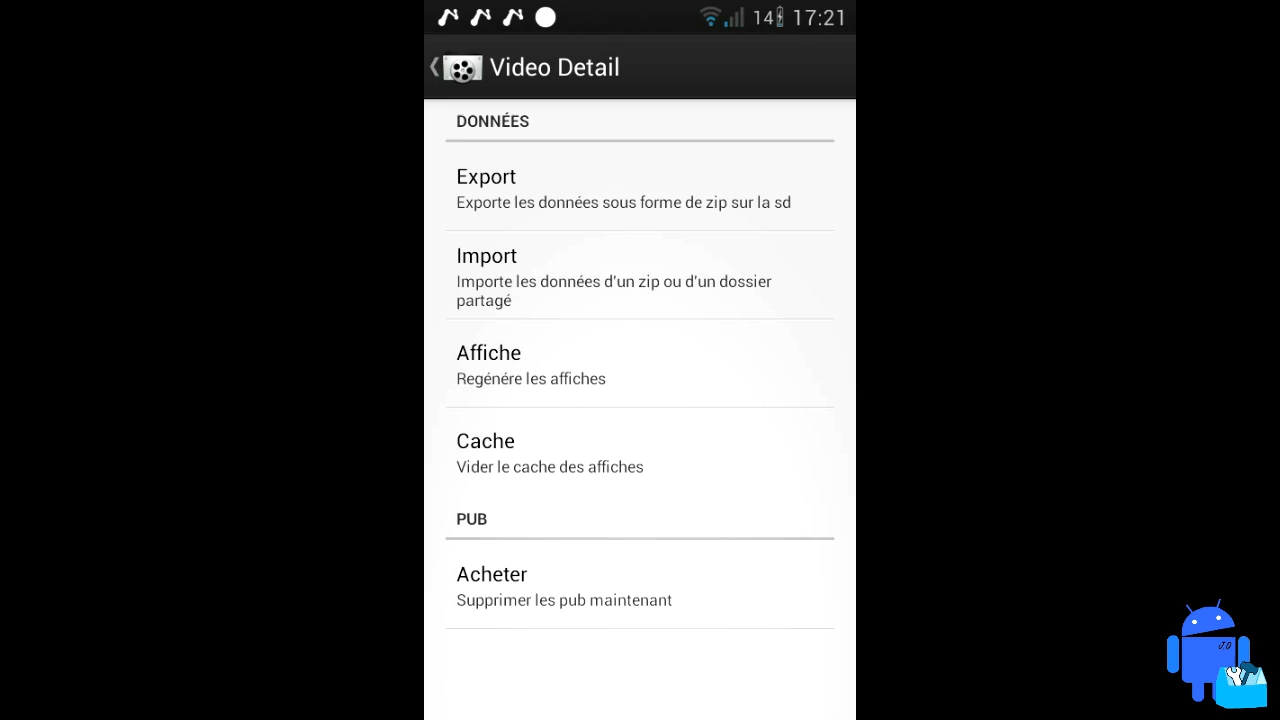 14 17:21
Video Detail
DONNÉES
Export
Exporte les données sous forme de zip sur la sd
Import
Importe les données d'un zip ou d'un dossier
partagé
Affiche
Regénére les affiches
Cache
Vider le cache des affiches
PUB
Acheter
Supprimer les pub maintenant
J.O